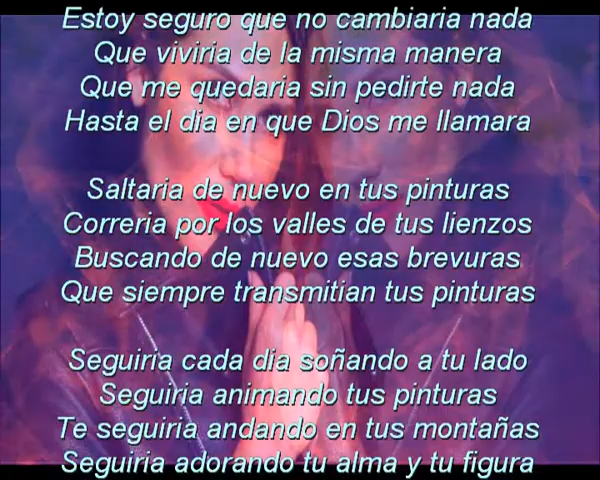 Estoy seguro que no cambiaria nada
Que viviria de la misma manera
Que me quedaria sin pedirte nada
Hasta el dia en que Dios me llamara
Saltaria de nuevo en tus pinturas
Correria por los valles de tus lienzos
Buscando de nuevo esas brevuras
Que siempre transmitian tus pinturas
Seguiria cada dia soñando a tu lado
Seguiria animando tus pinturas
Te seguiria andando en tus montañas
Seguiria adorando tu alma y tu figura